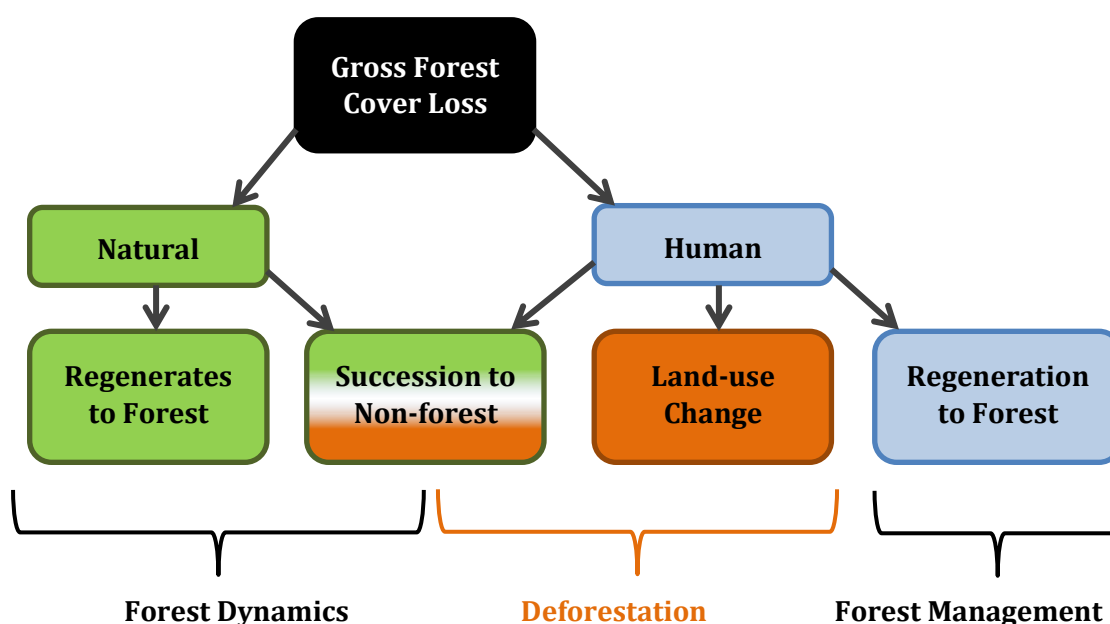 Gross Forest
Cover Loss
Natural
Human
Regenerates
to Forest
Succession to
Non-forest
Land-use
Change
Regeneration
to Forest
Forest Dynamics
Deforestation
Forest Management